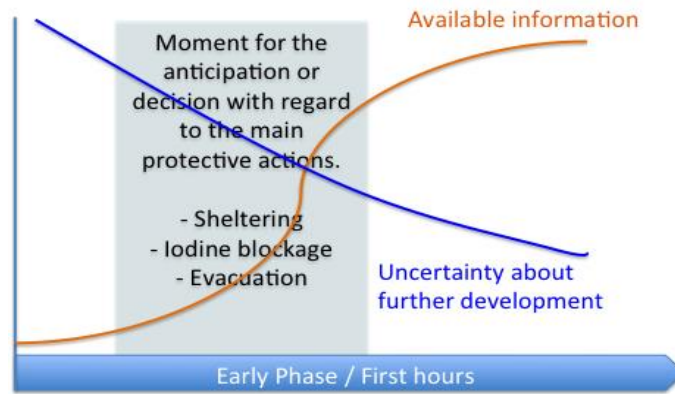 Available information
Moment for the
anticipation or
decision with regard
to the main
protective actions.
- Sheltering
- Iodine blockage
- Evacuation
Uncertainty about
further development
Early Phase / First hours